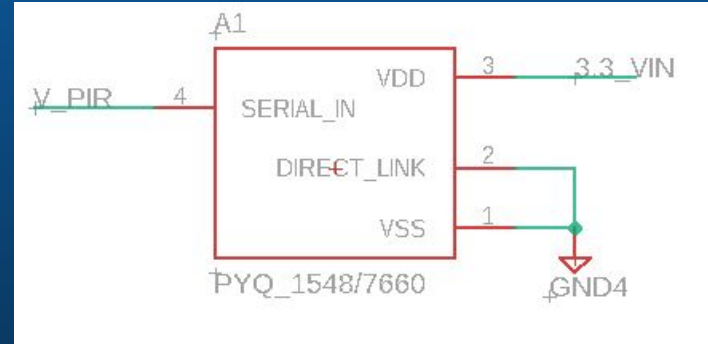 A1
VDD
3
3.3_VIN
V_PIR
4
SERIAL_IN
DIRECT_LINK
2
VSS
1
PYQ_1548/7660
GND4